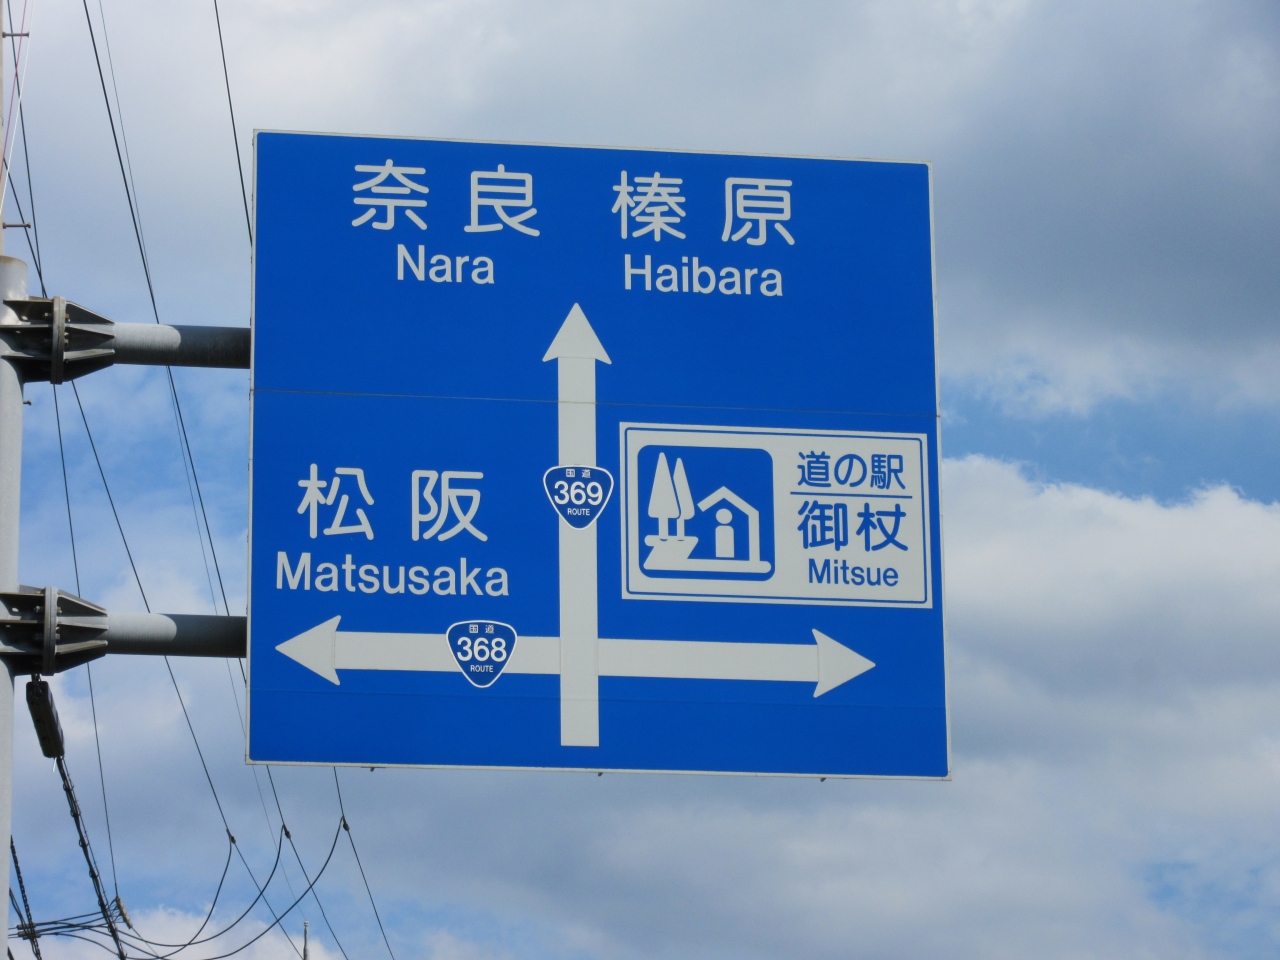 奈良 榛原
Nara Haibara
松阪
Matsusaka
国道
369
ROUTE
道の駅
御杖
Mitsue
国道
368
ROUTE